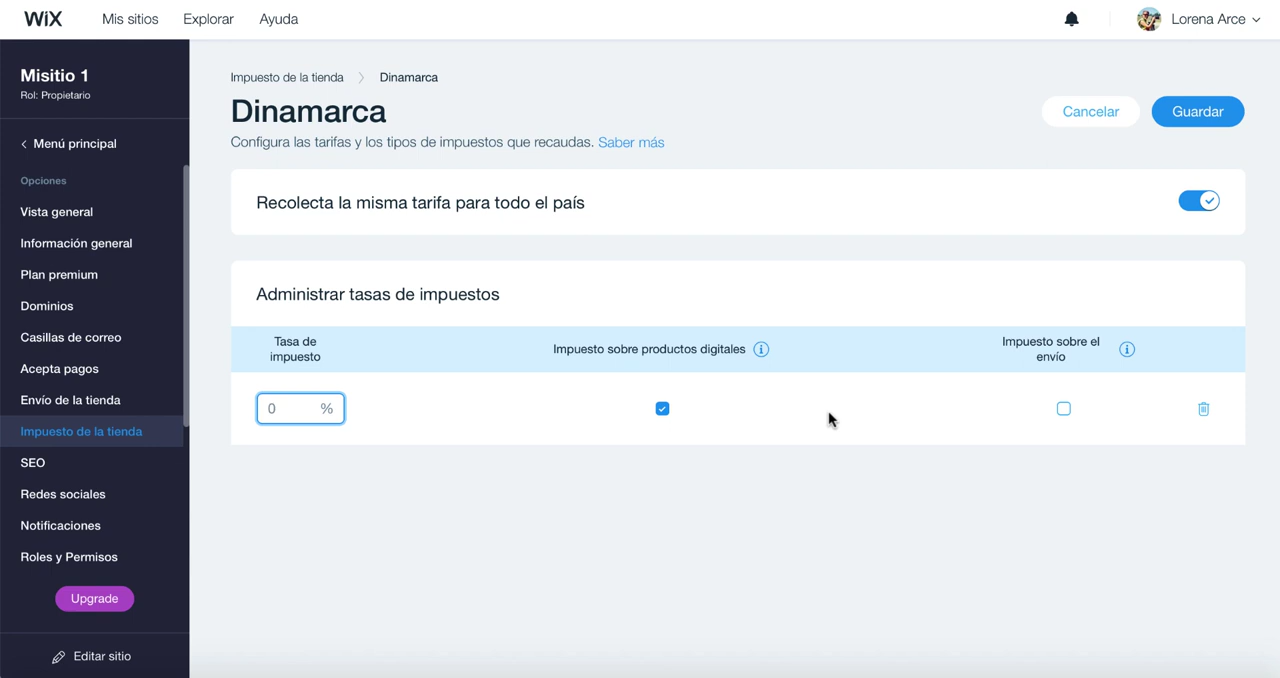 WiX
Mis sitios
Explorar
Ayuda
Lorena Arce
Misitio 1
Rol: Propietario
Menú principal
Opciones
Vista general
Información general
Plan premium
Dominios
Casillas de correo
Acepta pagos
Envío de la tienda
Impuesto de la tienda
SEO
Redes sociales
Notificaciones
Roles y Permisos
Upgrade
Editar sitio
Impuesto de la tienda
Dinamarca
Dinamarca
Configura las tarifas y los tipos de impuestos que recaudas. Saber más
Cancelar
Guardar
Recolecta la misma tarifa para todo el país
Administrar tasas de impuestos
Tasa de
impuesto
Impuesto sobre productos digitales
Impuesto sobre el
envío
0 %